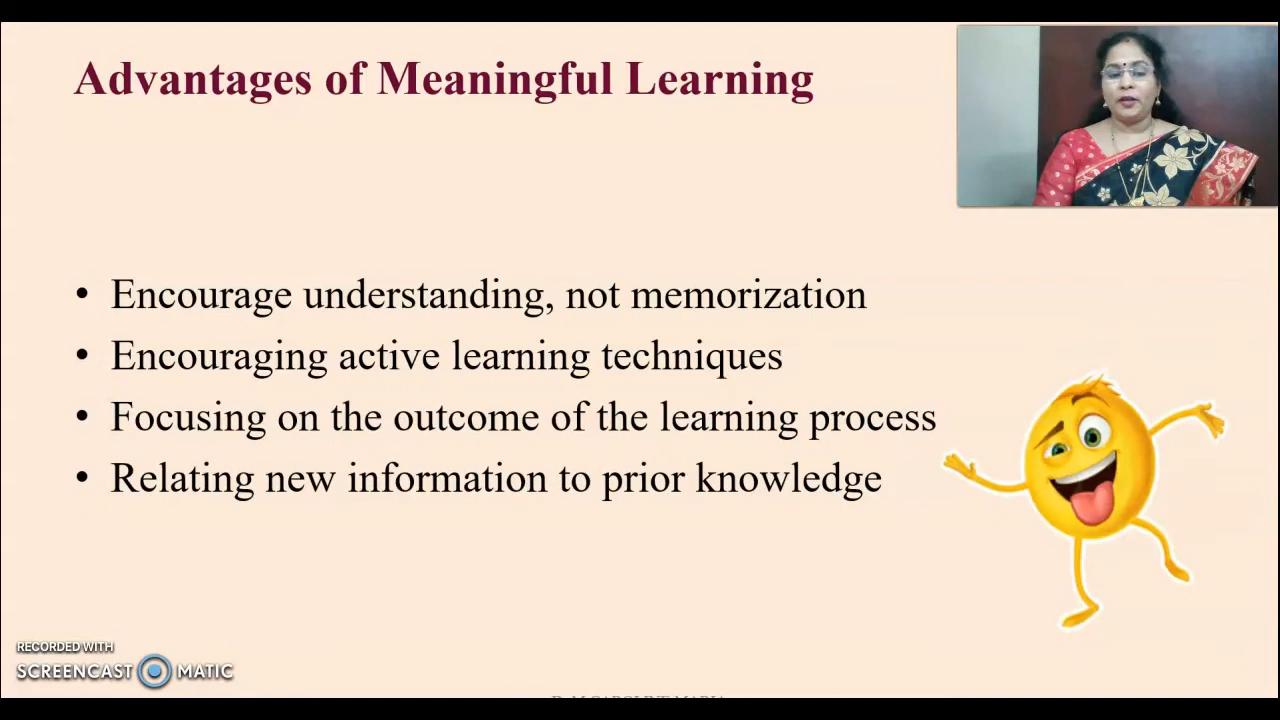 Advantages of Meaningful Learning
• Encourage understanding, not memorization
• Encouraging active learning techniques
• Focusing on the outcome of the learning process
• Relating new information to prior knowledge
RECORDED WITH
SCREENCAST MATIC